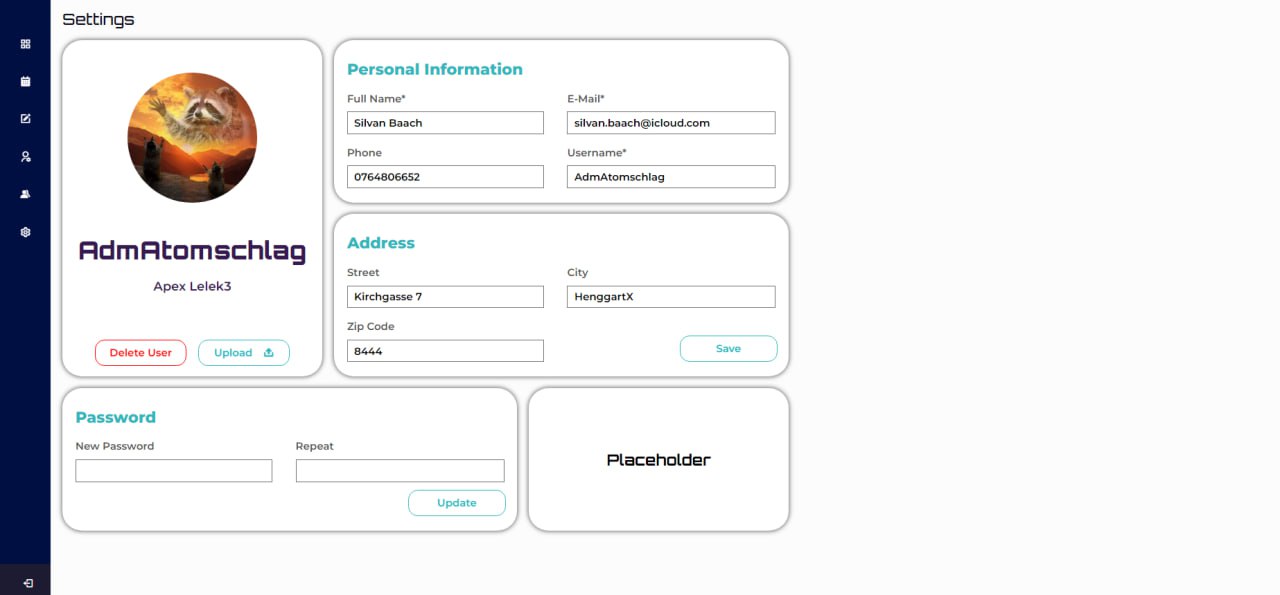 Settings
AdmAtomschlag
Apex Lelek3
Delete User
Upload
Personal Information
Full Name*
E-Mail*
Silvan Baach
silvan.baach@icloud.com
Phone
Username*
0764806652
AdmAtomschlag
Address
Street
City
Kirchgasse 7
HenggartX
Zip Code
8444
Save
Password
New Password
Repeat
Update
Placeholder